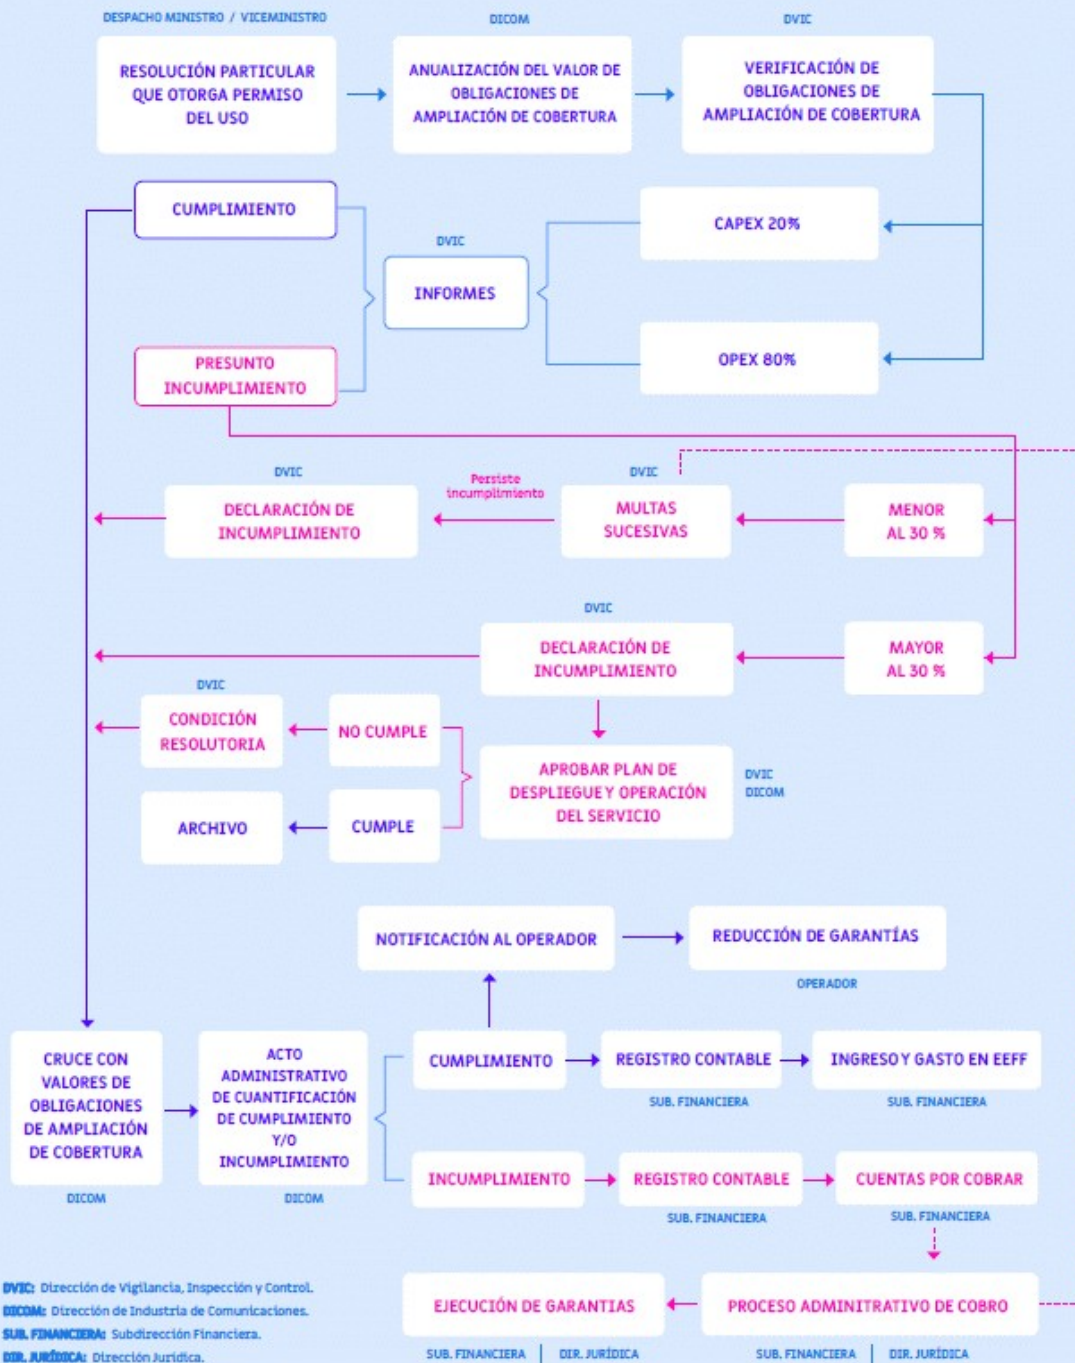 DESPACHO MINISTRO / VICEMINISTRO
DICOM
DVIC
RESOLUCIÓN PARTICULAR
QUE OTORGA PERMISO
DEL USO
ANUALIZACIÓN DEL VALOR DE
OBLIGACIONES DE
AMPLIACIÓN DE COBERTURA
VERIFICACIÓN DE
OBLIGACIONES DE
AMPLIACIÓN DE COBERTURA
CUMPLIMIENTO
CAPEX 20%
DVIC
INFORMES
PRESUNTO
INCUMPLIMIENTO
OPEX 80%
DVIC
DECLARACIÓN DE
INCUMPLIMIENTO
Persiste
incumplimiento
DVIC
MULTAS
SUCESIVAS
MENOR
AL 30 %
DVIC
DECLARACIÓN DE
INCUMPLIMIENTO
MAYOR
AL 30 %
DVIC
CONDICIÓN
RESOLUTORIA
NO CUMPLE
APROBAR PLAN DE
DESPLIEGUE Y OPERACIÓN
DEL SERVICIO
DVIC
DICOM
ARCHIVO
CUMPLE
NOTIFICACIÓN AL OPERADOR
REDUCCIÓN DE GARANTÍAS
OPERADOR
CRUCE CON
VALORES DE
OBLIGACIONES
DE AMPLIACIÓN
DE COBERTURA
DICOM
ACTO
ADMINISTRATIVO
DE CUANTIFICACIÓN
DE CUMPLIMIENTO
Y/O
INCUMPLIMIENTO
DICOM
CUMPLIMIENTO
REGISTRO CONTABLE
SUB. FINANCIERA
INGRESO Y GASTO EN EEFF
SUB. FINANCIERA
INCUMPLIMIENTO
REGISTRO CONTABLE
SUB. FINANCIERA
CUENTAS POR COBRAR
SUB. FINANCIERA
EJECUCIÓN DE GARANTIAS
SUB. FINANCIERA | DIR. JURÍDICA
PROCESO ADMINITRATIVO DE COBRO
SUB. FINANCIERA | DIR. JURÍDICA
DVIC: Dirección de Vigilancia, Inspección y Control.
DICOM: Dirección de Industria de Comunicaciones.
SUB. FINANCIERA: Subdirección Financiera.
DIR. JURÍDICA: Dirección Jurídica.